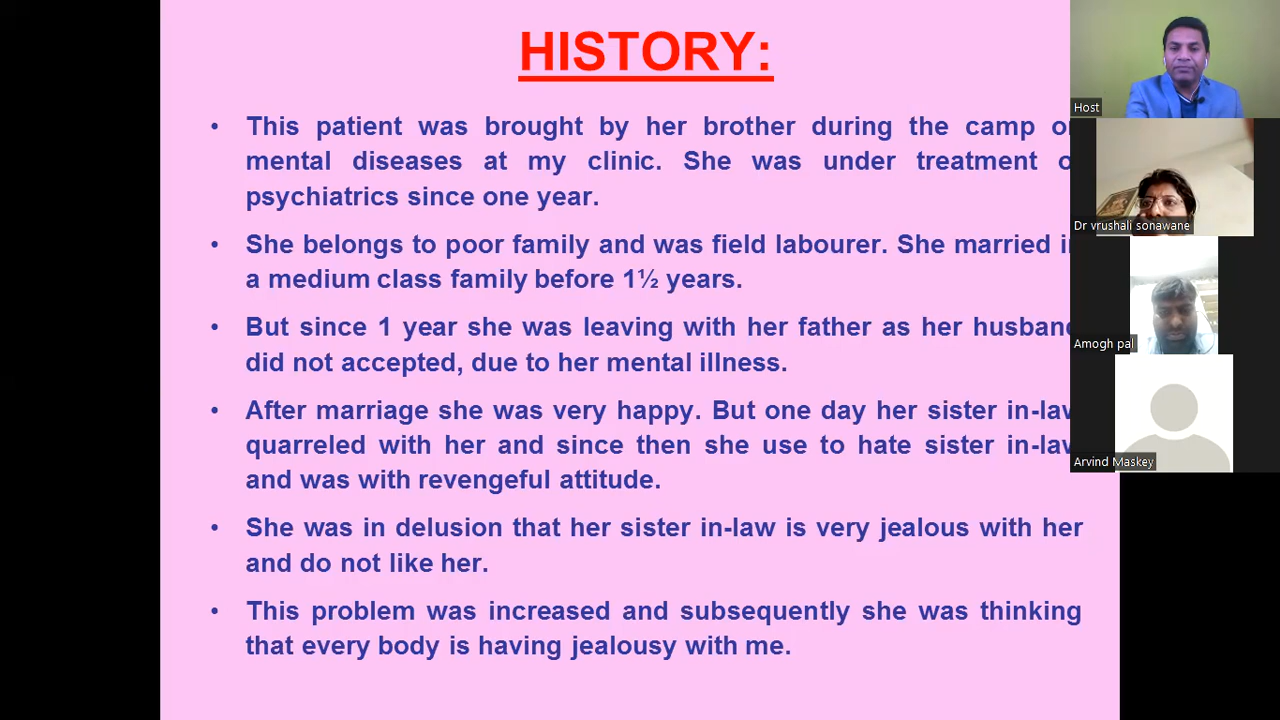 HISTORY:
• This patient was brought by her brother during the camp
mental diseases at my clinic. She was under treatment
psychiatrics since one year.
• She belongs to poor family and was field labourer. She married
a medium class family before 1½ years.
• But since 1 year she was leaving with her father as her
did not accepted, due to her mental illness.
• After marriage she was very happy. But one day her sister
quarreled with her and since then she use to hate sister
and was with revengeful attitude.
• She was in delusion that her sister in-law is very jealous with her
and do not like her.
• This problem was increased and subsequently she was thinking
that every body is having jealousy with me.
Host
Dr vrushali sonawane
Amogh pal
Arvind Maskey